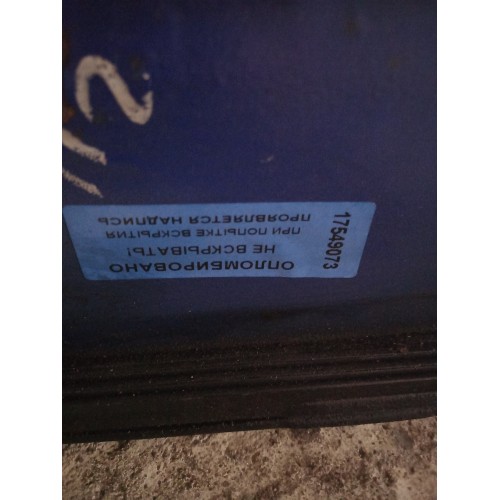 ОПЛОМБИРОВАНО
НЕ ВСКРЫВАТЬ!
ПРИ ПОПЫТКЕ ВСКРЫТИЯ
ПРОЯВЛЯЕТСЯ НАДПИСЬ
17549073